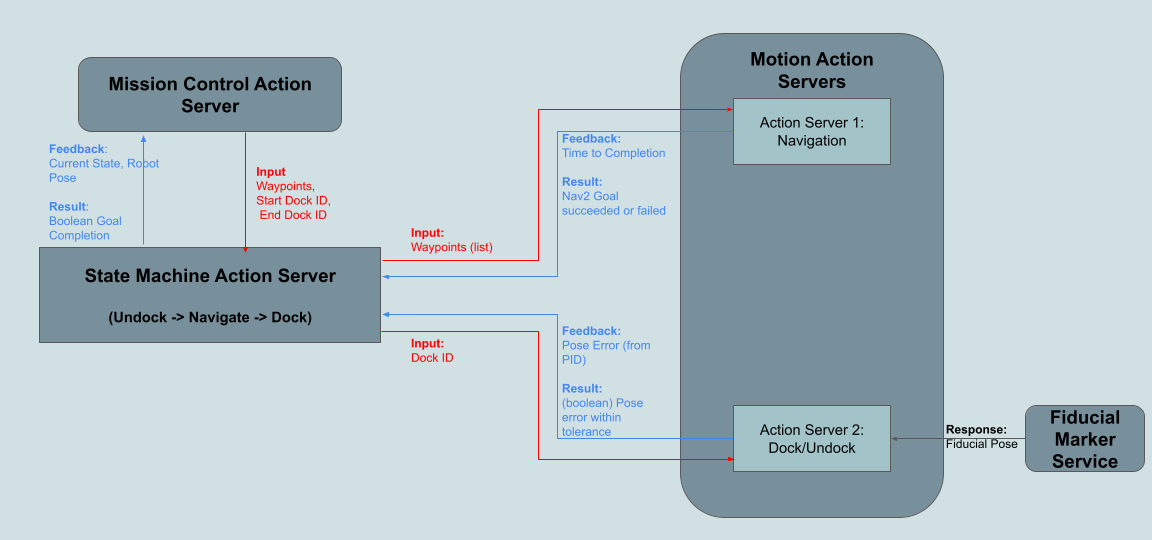 Mission Control Action
Server
Feedback:
Current State, Robot
Pose
Result:
Boolean Goal
Completion
Input
Waypoints,
Start Dock ID,
End Dock ID
State Machine Action Server
(Undock -> Navigate -> Dock)
Input:
Waypoints (list)
Input:
Dock ID
Feedback:
Time to Completion
Result:
Nav2 Goal
succeeded or failed
Feedback:
Pose Error (from
PID)
Result:
(boolean) Pose
error within
tolerance
Motion Action
Servers
Action Server 1:
Navigation
Action Server 2:
Dock/Undock
Response:
Fiducial Pose
Fiducial
Marker
Service